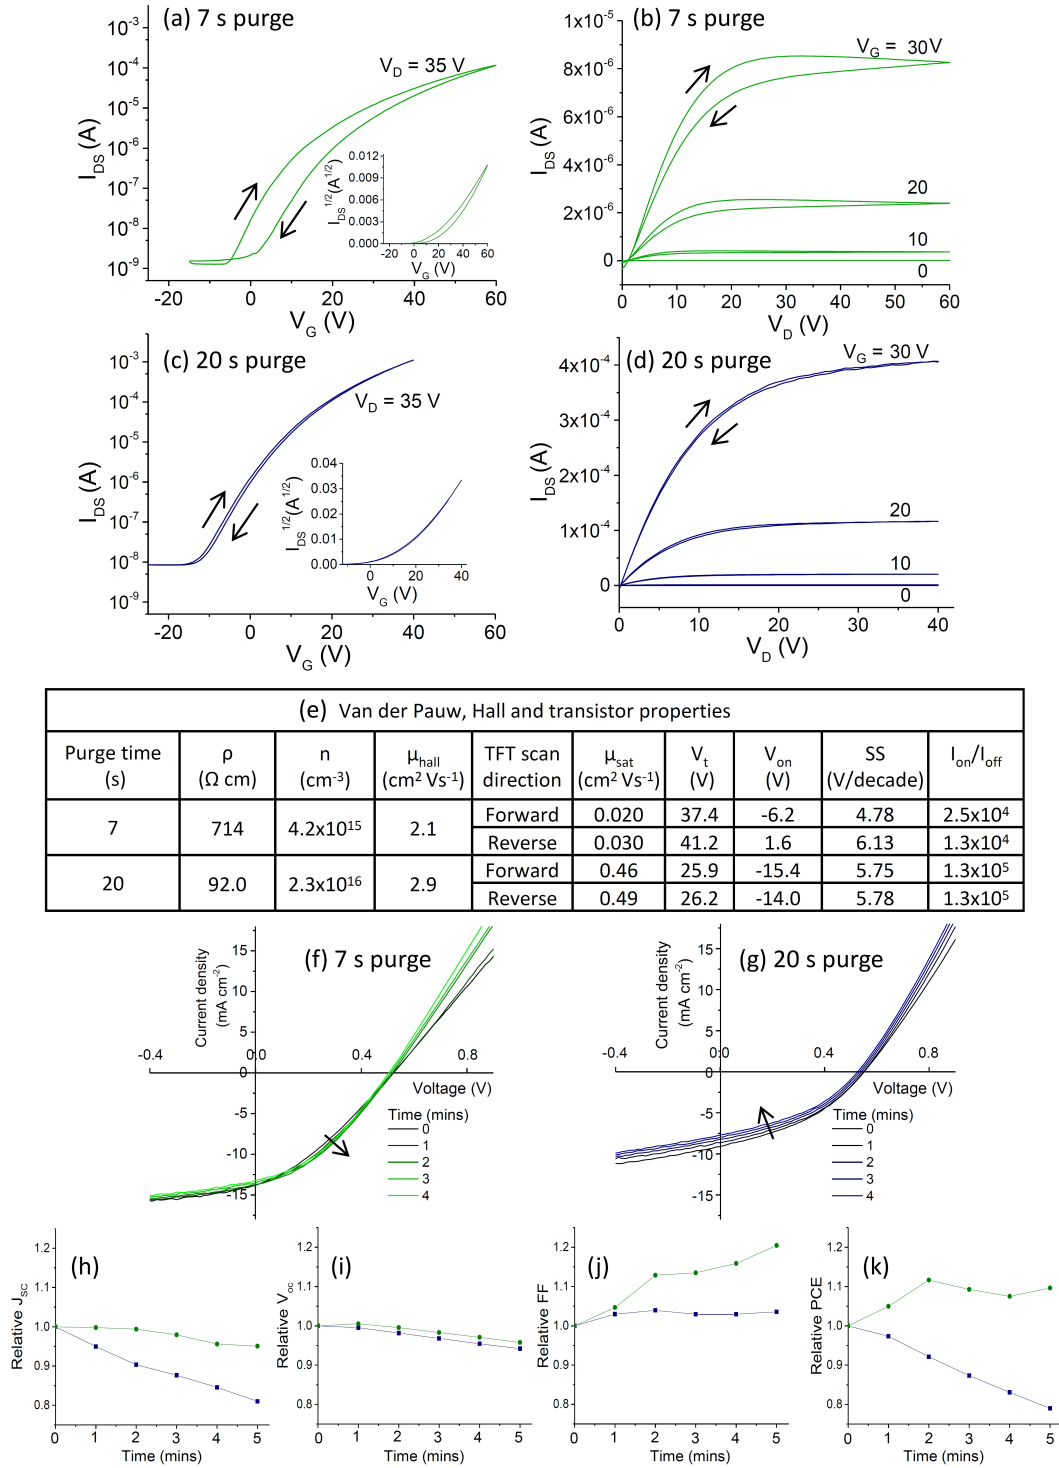 (a) 7 s purge
V_D = 35 V
10⁻³
10⁻⁴
10⁻⁵
10⁻⁶
10⁻⁷
10⁻⁸
10⁻⁹
I_DS (A)
-20 0 20 40 60
V_G (V)
0.012
0.009
0.006
0.003
0.000
I_DS^1/2 (A^1/2)
-20 0 20 40 60
V_G (V)
(b) 7 s purge
V_G = 30V
20
10
0
1x10⁻⁵
8x10⁻⁶
6x10⁻⁶
4x10⁻⁶
2x10⁻⁶
0
I_DS (A)
0 10 20 30 40 50 60
V_D (V)
(c) 20 s purge
V_D = 35 V
10⁻³
10⁻⁴
10⁻⁵
10⁻⁶
10⁻⁷
10⁻⁸
10⁻⁹
I_DS (A)
-20 0 20 40 60
V_G (V)
0.04
0.03
0.02
0.01
0.00
I_DS^1/2 (A^1/2)
0 20 40
V_G (V)
(d) 20 s purge
V_G = 30 V
20
10
0
4x10⁻⁴
3x10⁻⁴
2x10⁻⁴
1x10⁻⁴
0
I_DS (A)
0 10 20 30 40
V_D (V)
(e) Van der Pauw, Hall and transistor properties
Purge time (s) ρ (Ω cm) n (cm⁻³) μ_hall (cm² Vs⁻¹) TFT scan direction μ_sat (cm² Vs⁻¹) V_t (V) V_on (V) SS (V/decade) I_on/I_off
7 714 4.2x10¹⁵ 2.1 Forward 0.020 37.4 -6.2 4.78 2.5x10⁴
Reverse 0.030 41.2 1.6 6.13 1.3x10⁴
20 92.0 2.3x10¹⁶ 2.9 Forward 0.46 25.9 -15.4 5.75 1.3x10⁵
Reverse 0.49 26.2 -14.0 5.78 1.3x10⁵
(f) 7 s purge
Current density
(mA cm⁻²)
15
10
5
0
-5
-10
-15
-0.4 0.0 0.4 0.8
Voltage (V)
Time (mins)
0
1
2
3
4
(g) 20 s purge
Current density
(mA cm⁻²)
15
10
5
0
-5
-10
-15
-0.4 0.0 0.4 0.8
Voltage (V)
Time (mins)
0
1
2
3
4
(h)
Relative J_SC
1.2
1.1
1.0
0.9
0.8
0 1 2 3 4 5
Time (mins)
(i)
Relative V_oc
1.2
1.1
1.0
0.9
0.8
0 1 2 3 4 5
Time (mins)
(j)
Relative FF
1.2
1.1
1.0
0.9
0.8
0 1 2 3 4 5
Time (mins)
(k)
Relative PCE
1.2
1.1
1.0
0.9
0.8
0 1 2 3 4 5
Time (mins)